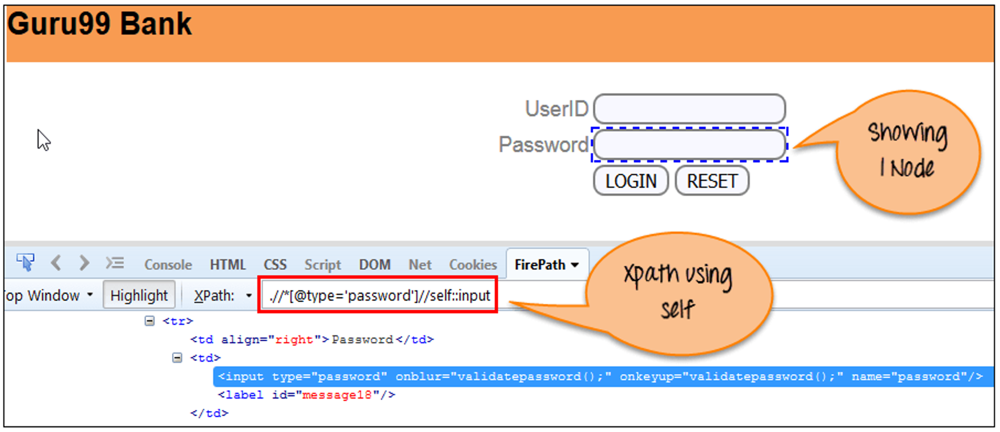 Guru99 Bank
UserID
Password
LOGIN RESET
Showing
1 Node
Console HTML CSS Script DOM Net Cookies FirePath
Xpath using
self
op Window Highlight XPath: .//*[@type='password']//self::input
<tr>
<td align="right">Password</td>
<td>
<input type="password" onblur="validatepassword();" onkeyup="validatepassword();" name="password"/>
<label id="message18"/>
</td>